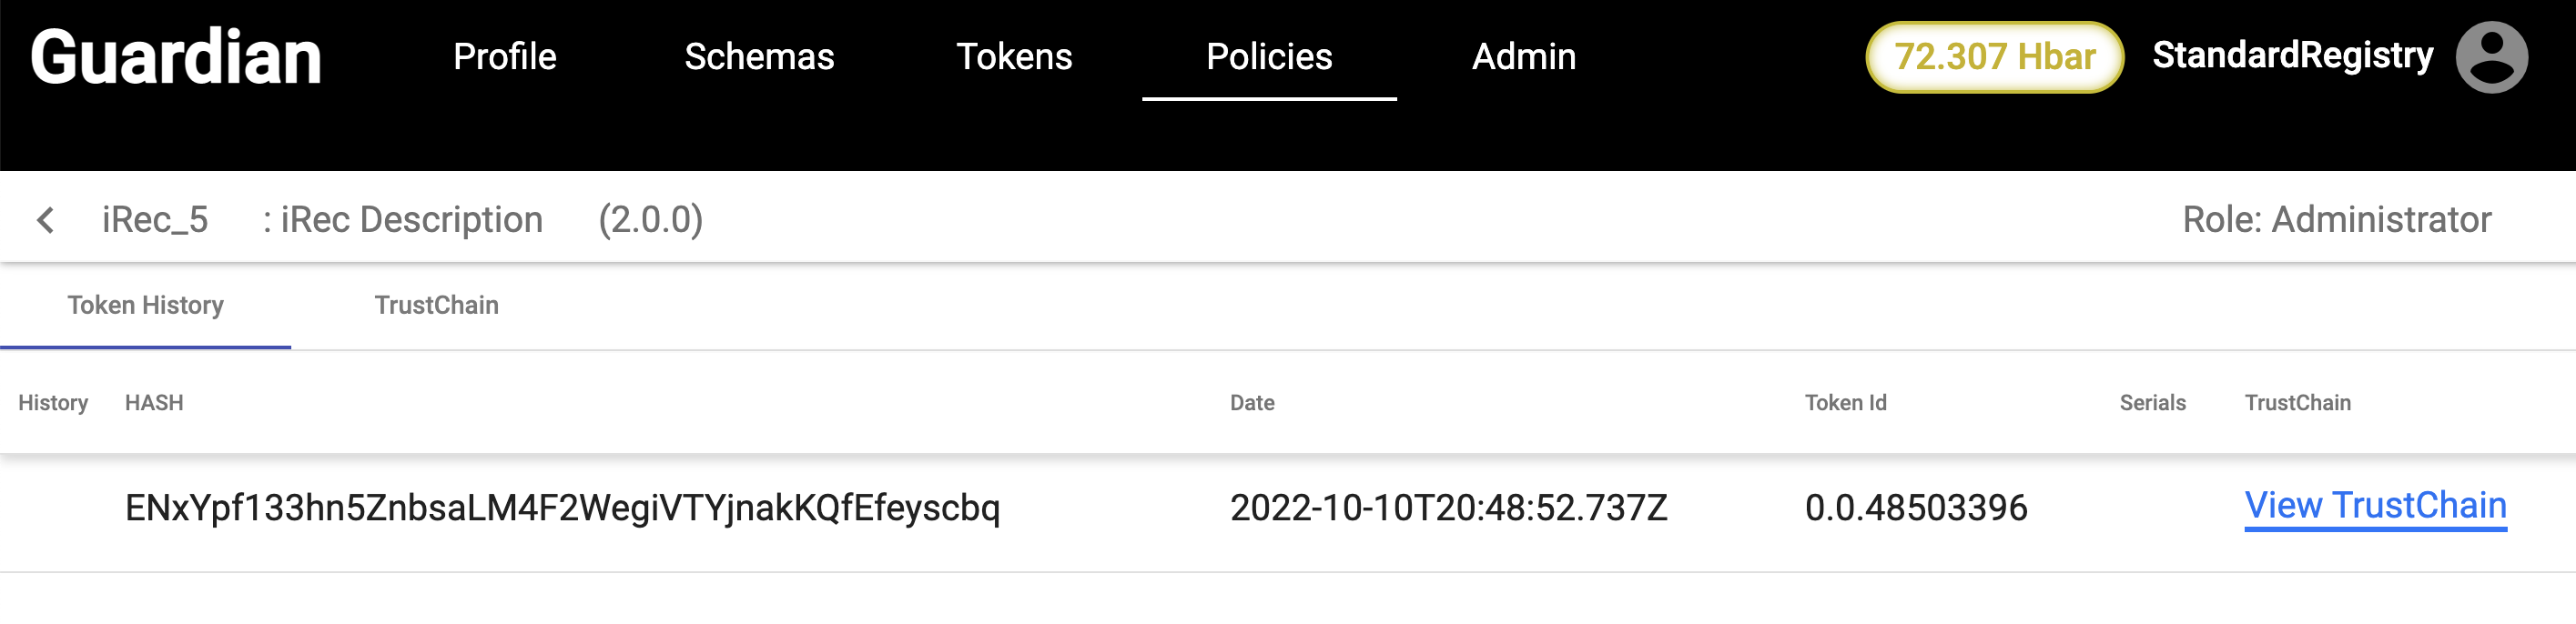 Guardian Profile Schemas Tokens Policies Admin 72.307 Hbar StandardRegistry
iRec_5 : iRec Description (2.0.0) Role: Administrator
Token History TrustChain
History HASH Date Token Id Serials TrustChain
ENxYpf133hn5ZnbsaLM4F2WegiVTYjnakKQfEfeyscbq 2022-10-10T20:48:52.737Z 0.0.48503396 View TrustChain